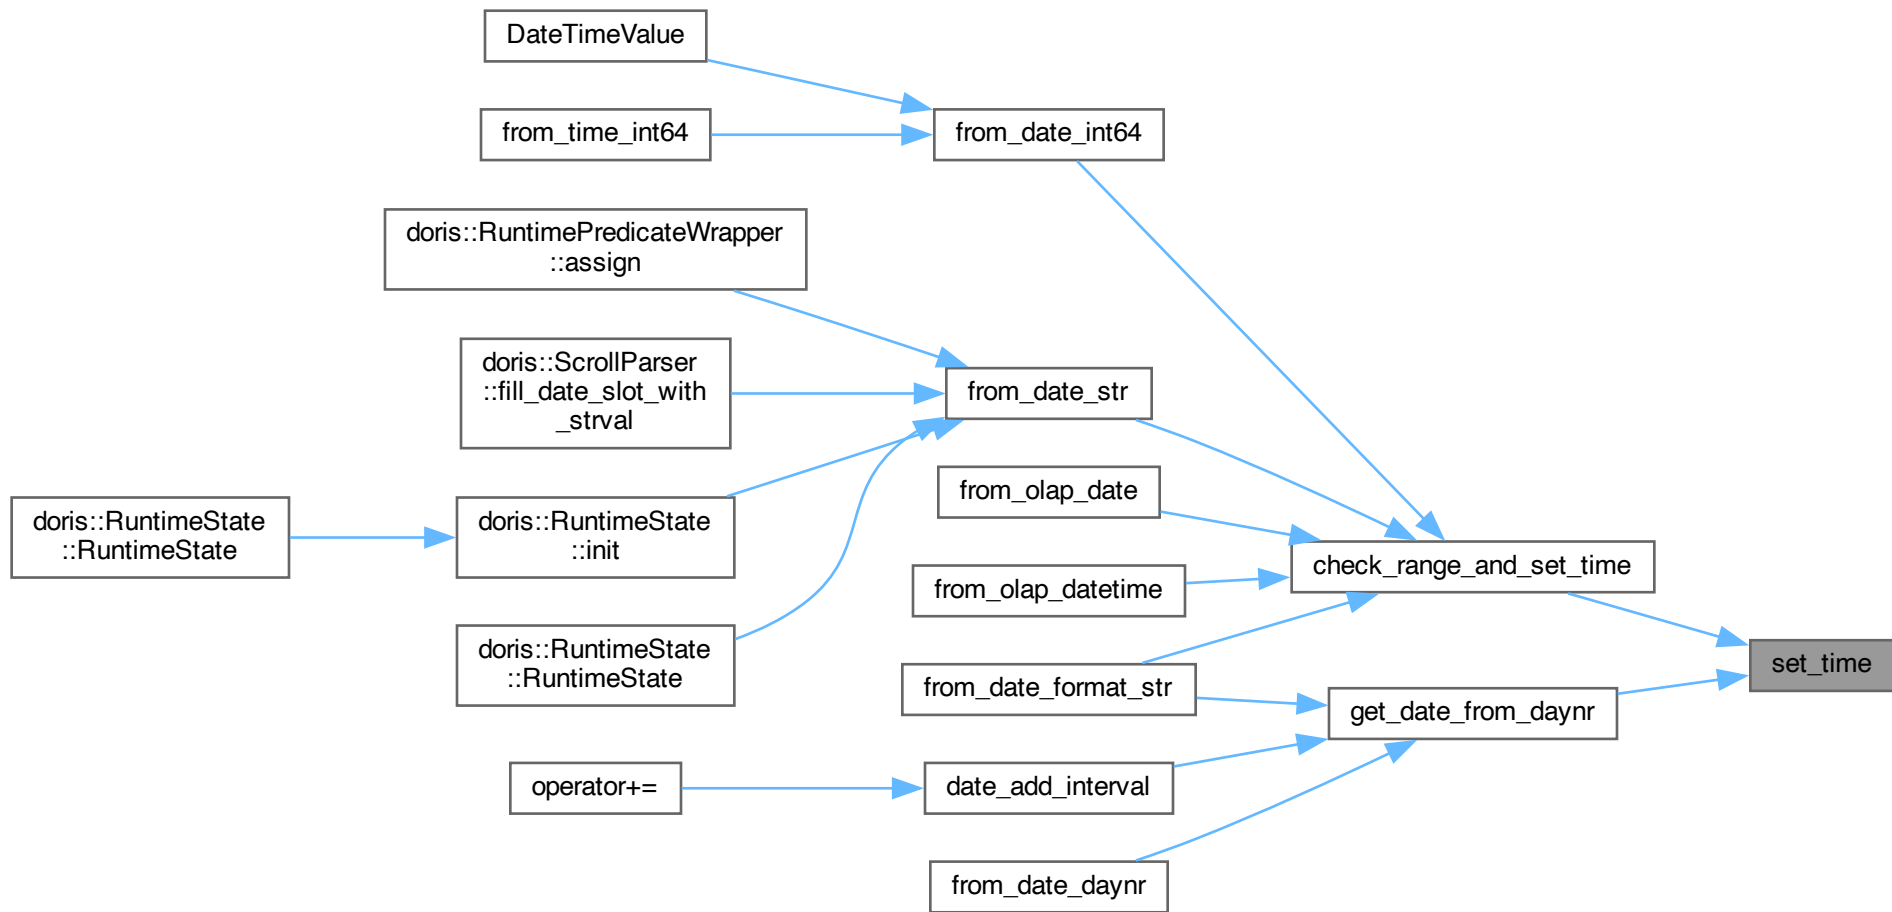 DateTimeValue
from_time_int64
from_date_int64
doris::RuntimePredicateWrapper
::assign
doris::ScrollParser
::fill_date_slot_with
_strval
from_date_str
from_olap_date
doris::RuntimeState
::RuntimeState
doris::RuntimeState
::init
from_olap_datetime
check_range_and_set_time
doris::RuntimeState
::RuntimeState
from_date_format_str
set_time
get_date_from_daynr
operator+=
date_add_interval
from_date_daynr